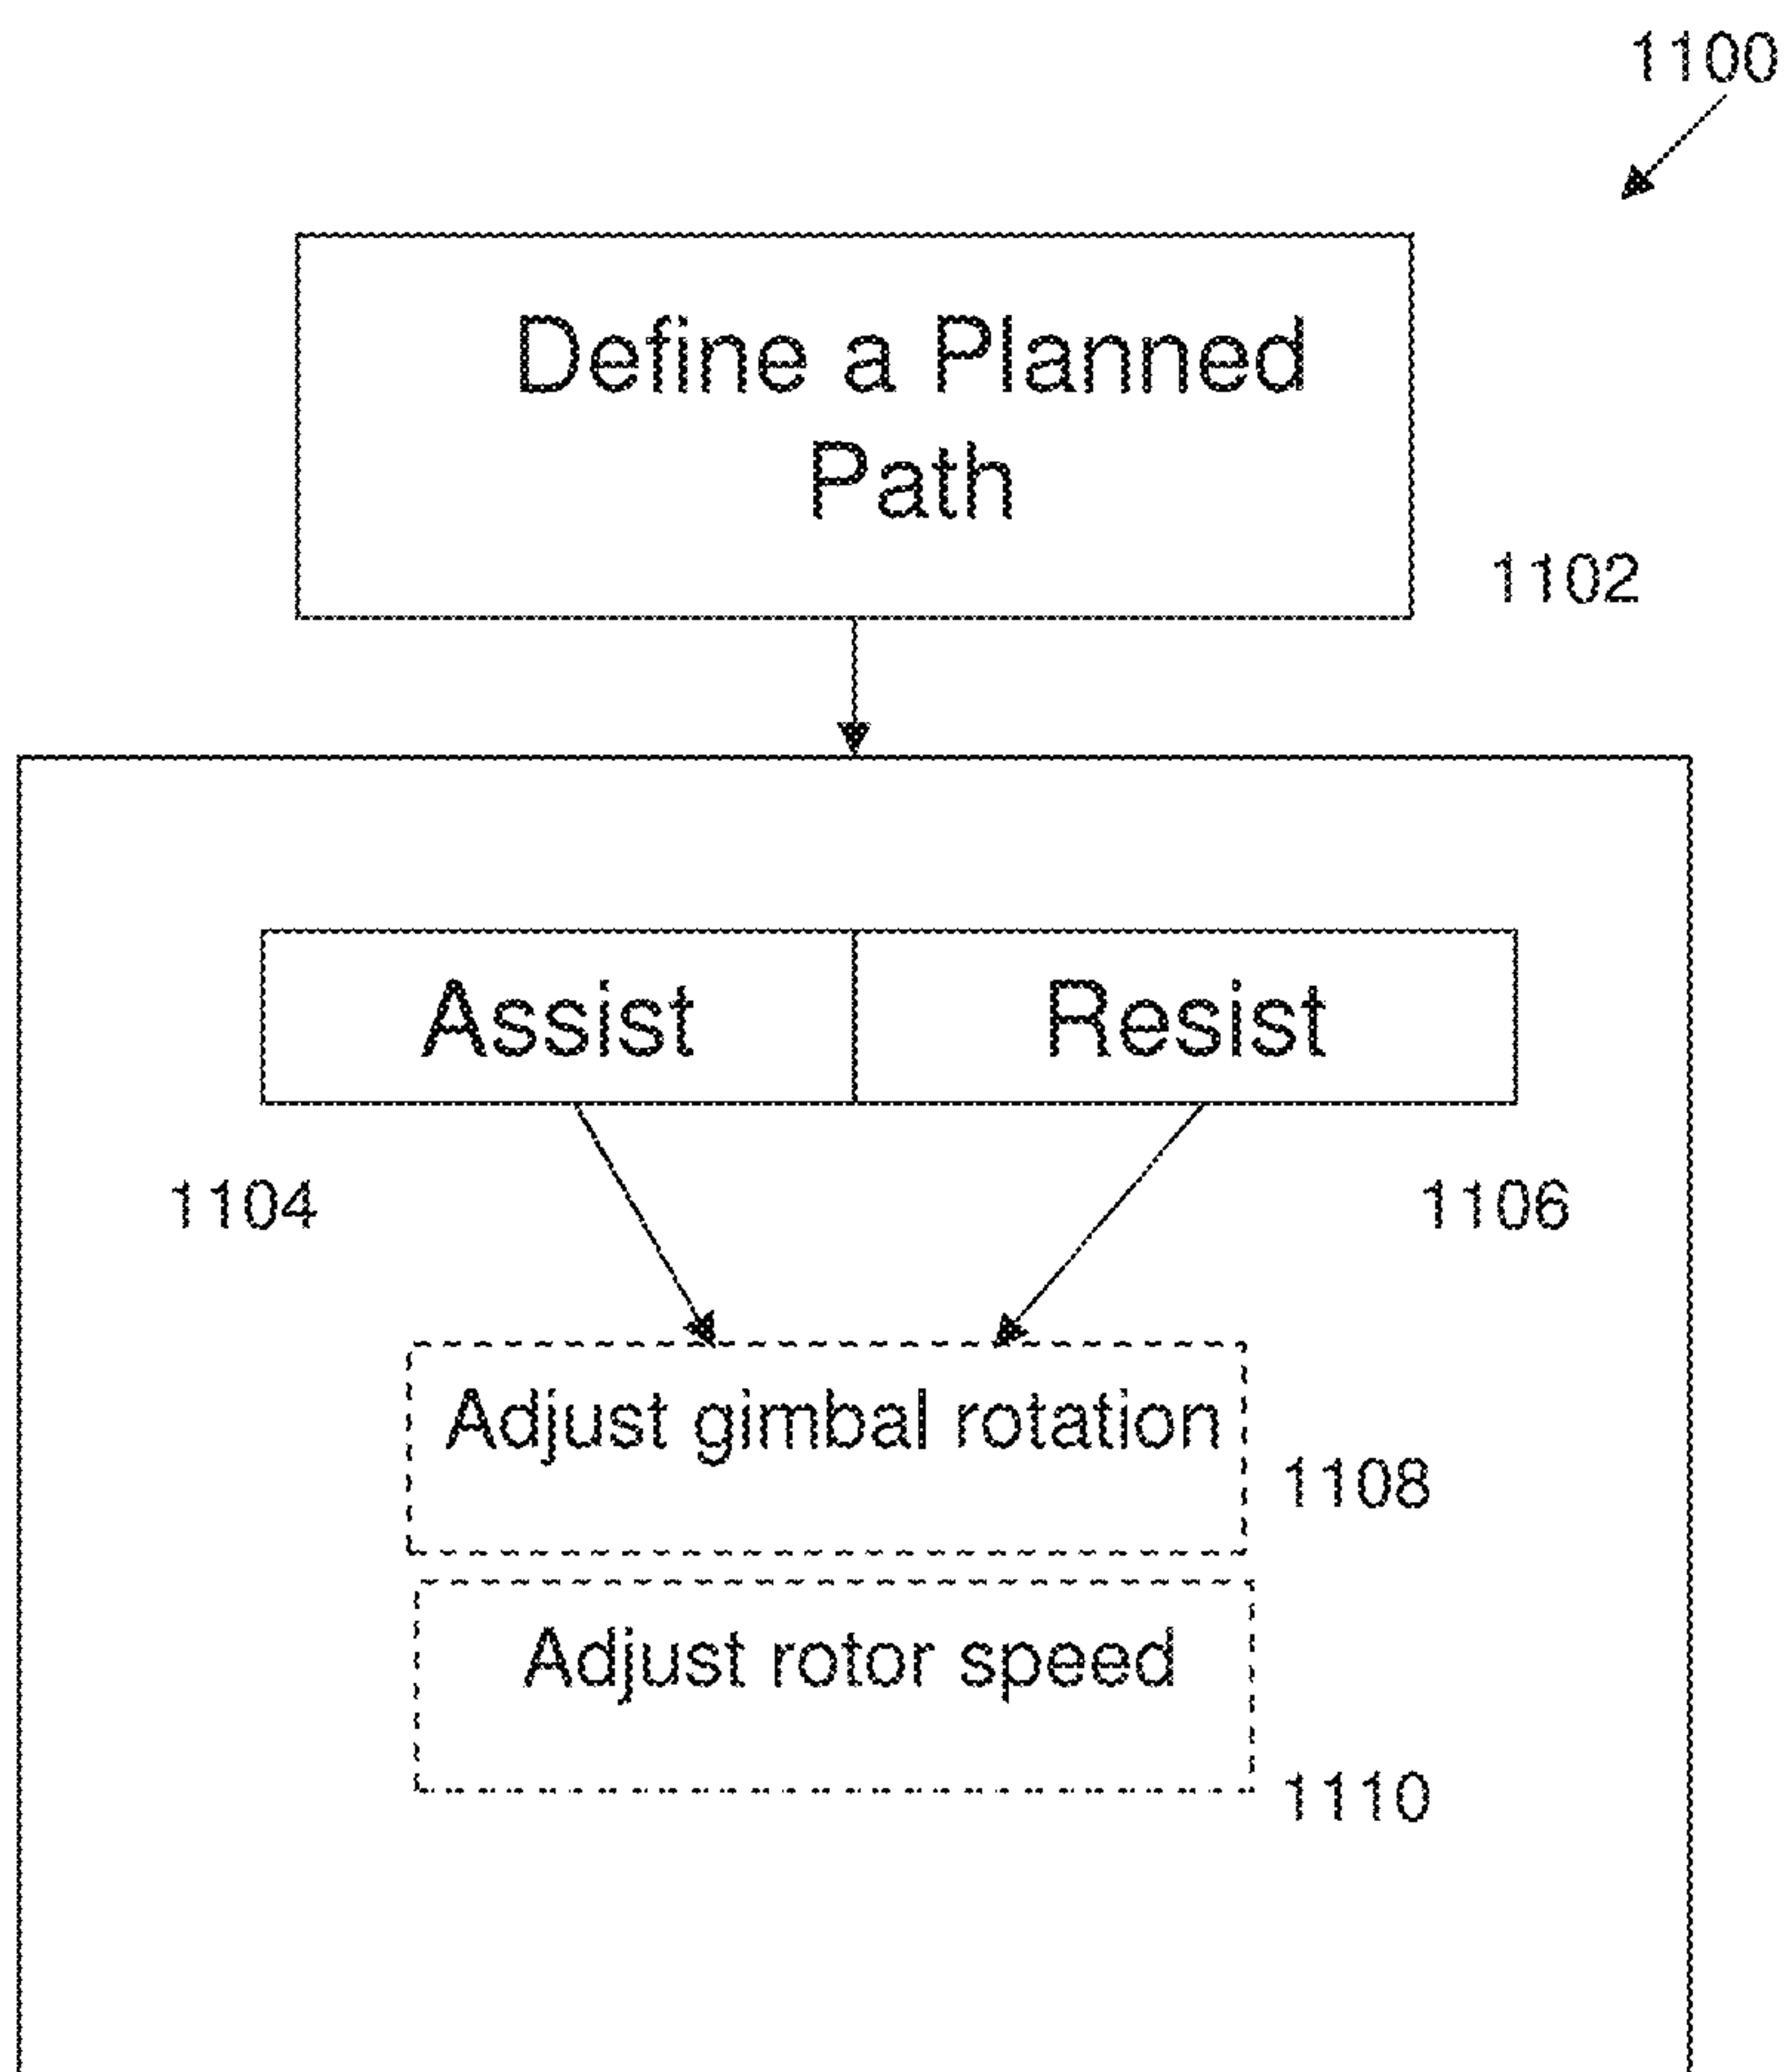 1100
Define a Planned
Path
1102
Assist
Resist
1104
1106
Adjust gimbal rotation
1108
Adjust rotor speed
1110